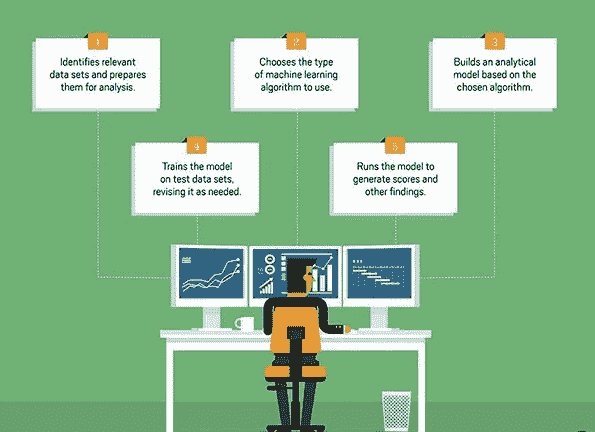 1
Identifies relevant
data sets and prepares
them for analysis.
2
Chooses the type
of machine learning
algorithm to use.
3
Builds an analytical
model based on the
chosen algorithm.
4
Trains the model
on test data sets,
revising it as needed.
5
Runs the model to
generate scores and
other findings.